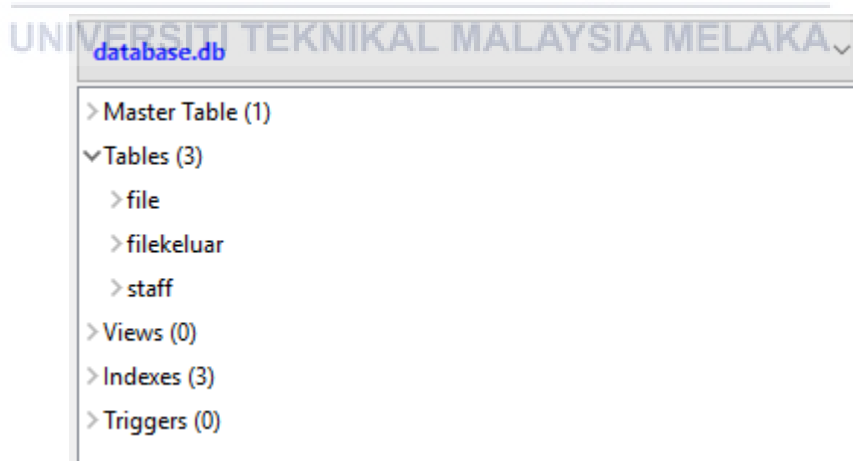 UNIVERSITI TEKNIKAL MALAYSIA MELAKA
database.db
Master Table (1)
Tables (3)
file
filekeluar
staff
Views (0)
Indexes (3)
Triggers (0)